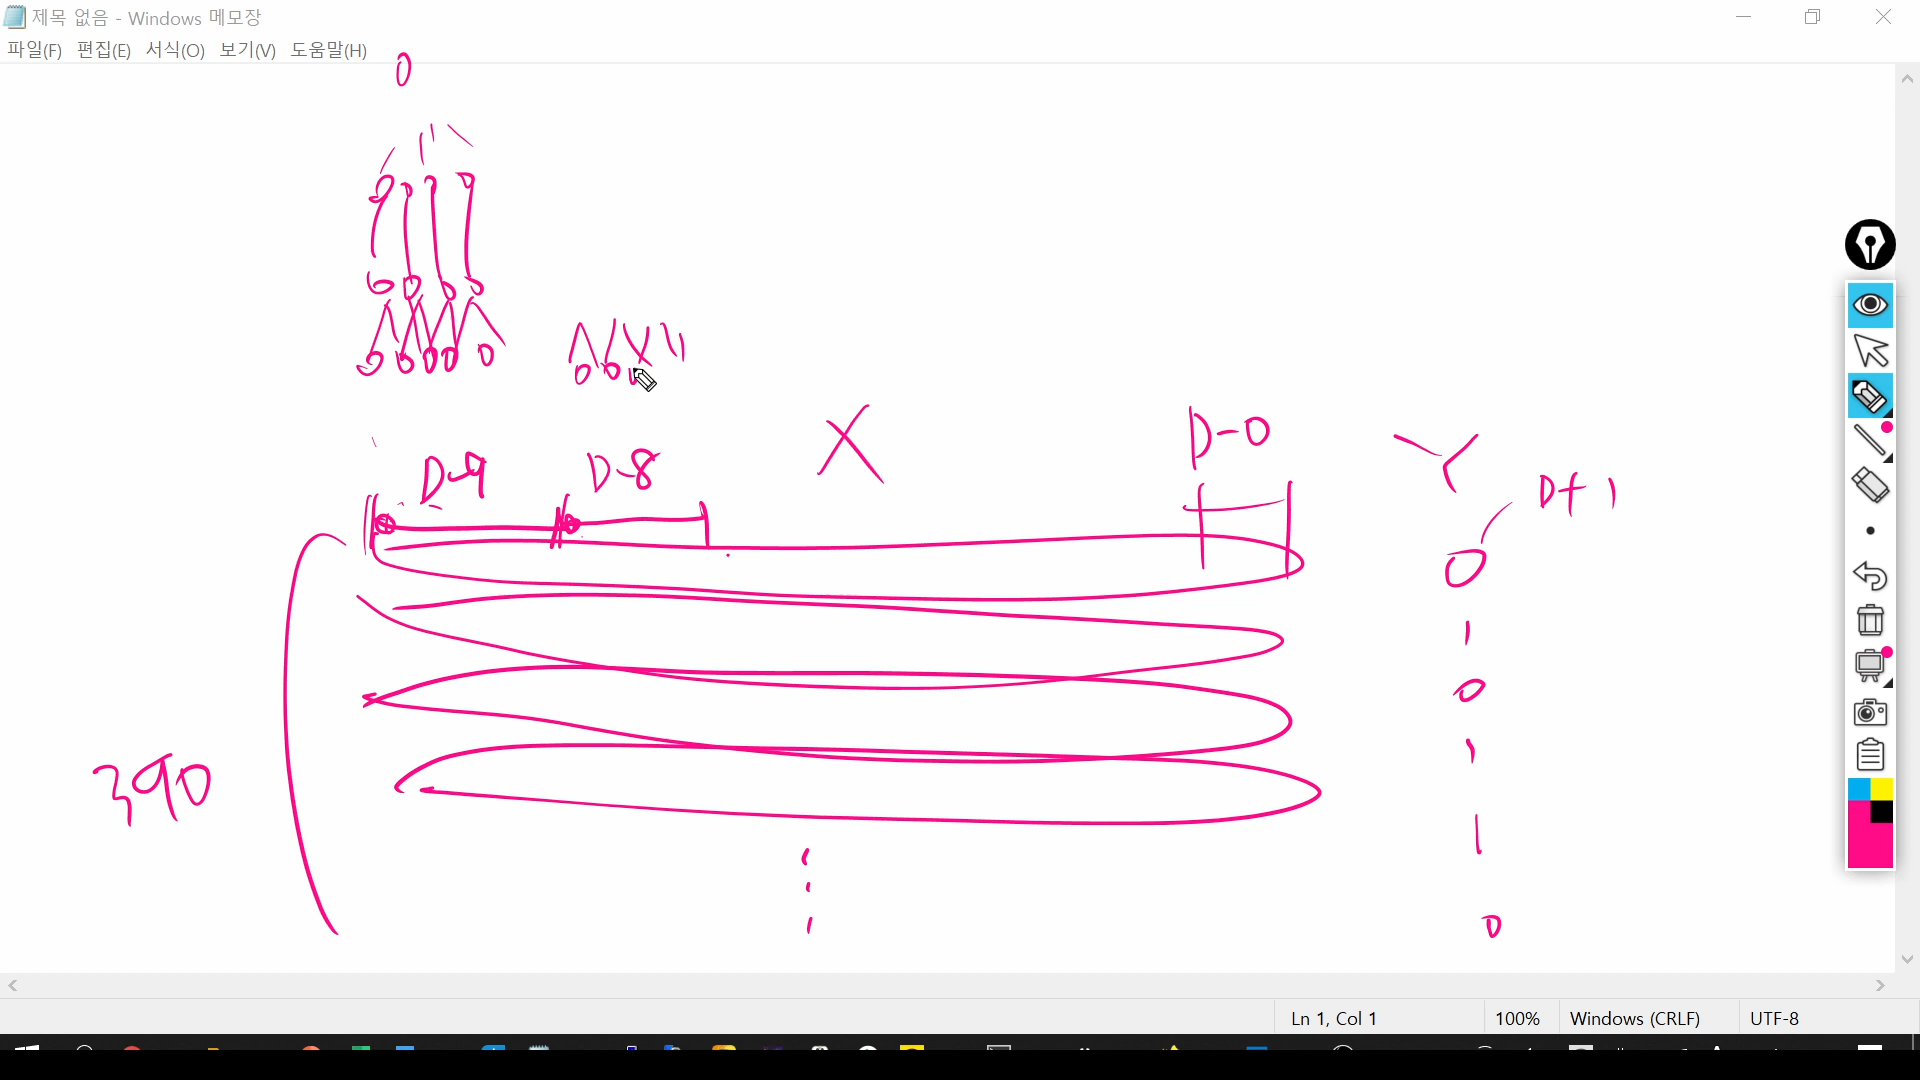 제목 없음 - Windows 메모장
파일(F) 편집(E) 서식(O) 보기(V) 도움말(H)
0
X
D-0
Y
D-9
D-8
D+1
0
1
0
1
390
1
0
Ln 1, Col 1
100%
Windows (CRLF)
UTF-8